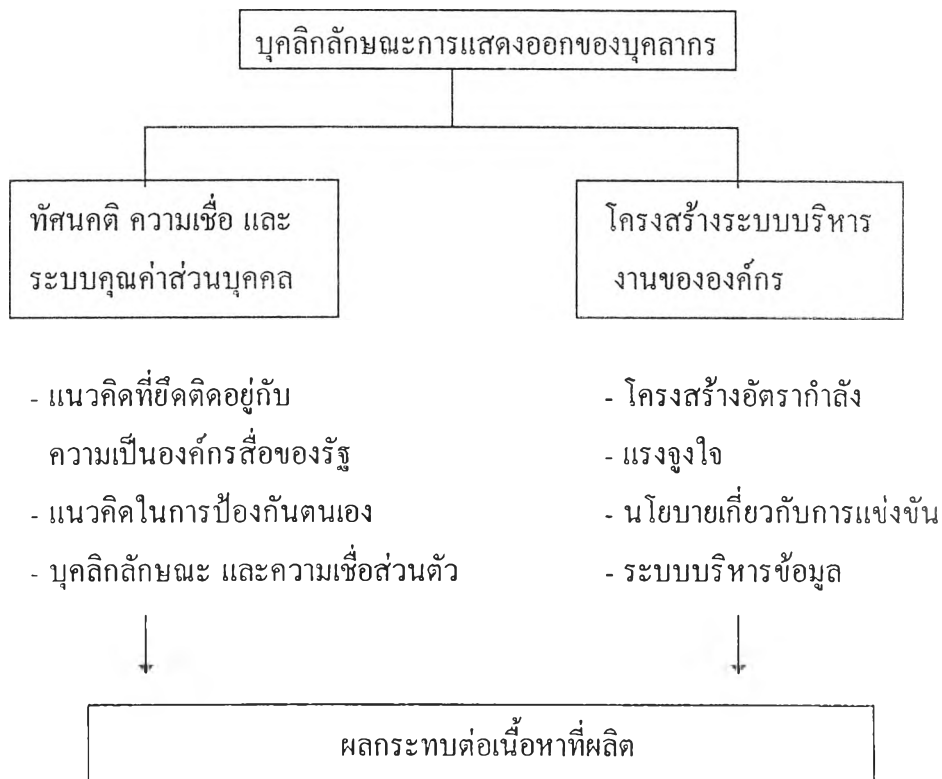 บุคลิกลักษณะการแสดงออกของบุคลากร
ทัศนคติ ความเชื่อ และ
ระบบคุณค่าส่วนบุคคล
โครงสร้างระบบบริหาร
งานขององค์กร
- แนวคิดที่ยึดติดอยู่กับ
ความเป็นองค์กรสื่อของรัฐ
- แนวคิดในการป้องกันตนเอง
- บุคลิกลักษณะ และความเชื่อส่วนตัว
- โครงสร้างอัตรากำลัง
- แรงจูงใจ
- นโยบายเกี่ยวกับการแข่งขัน
- ระบบบริหารข้อมูล
ผลกระทบต่อเนื้อหาที่ผลิต